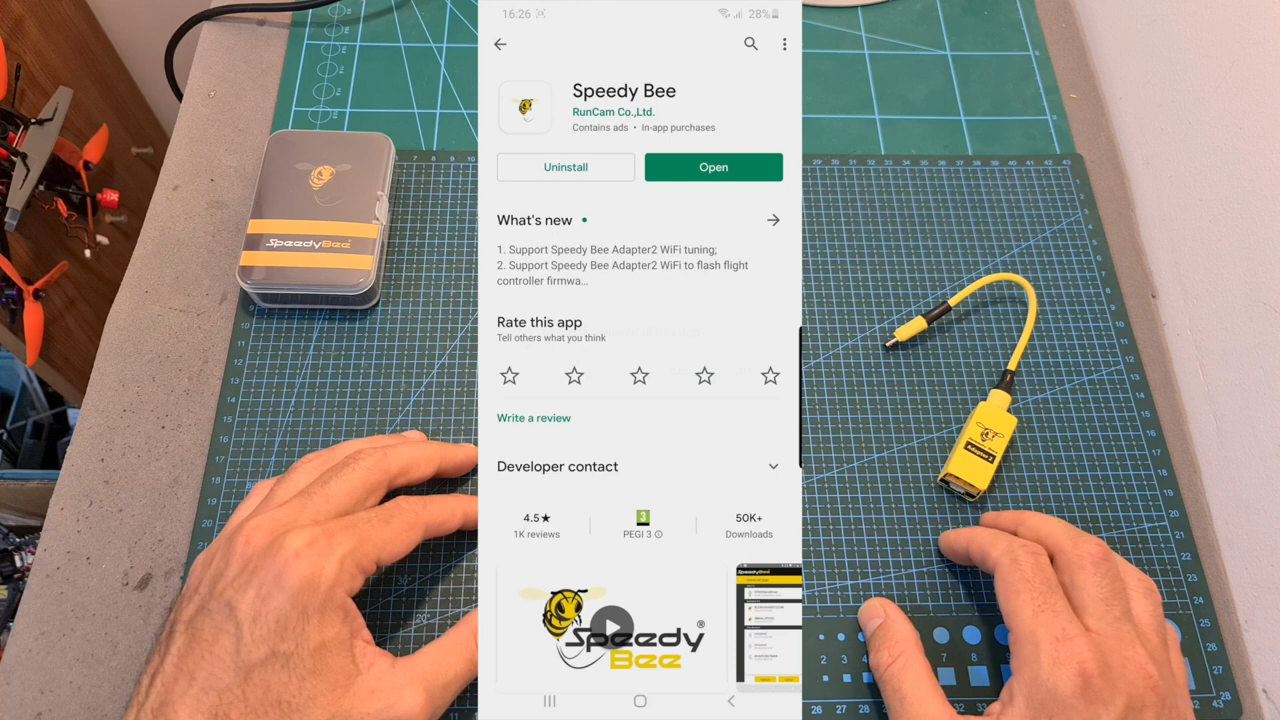 16:26
28%
Speedy Bee
RunCam Co.,Ltd.
Contains ads • In-app purchases
Uninstall
Open
What's new •
1. Support Speedy Bee Adapter2 WiFi tuning;
2. Support Speedy Bee Adapter2 WiFi to flash flight
controller firmwa...
Rate this app
Tell others what you think
Write a review
Developer contact
4.5★
1K reviews
3
PEGI 3
50K+
Downloads
Speedy
Bee
®
SpeedyBee
SpeedyBee
Adapter 2